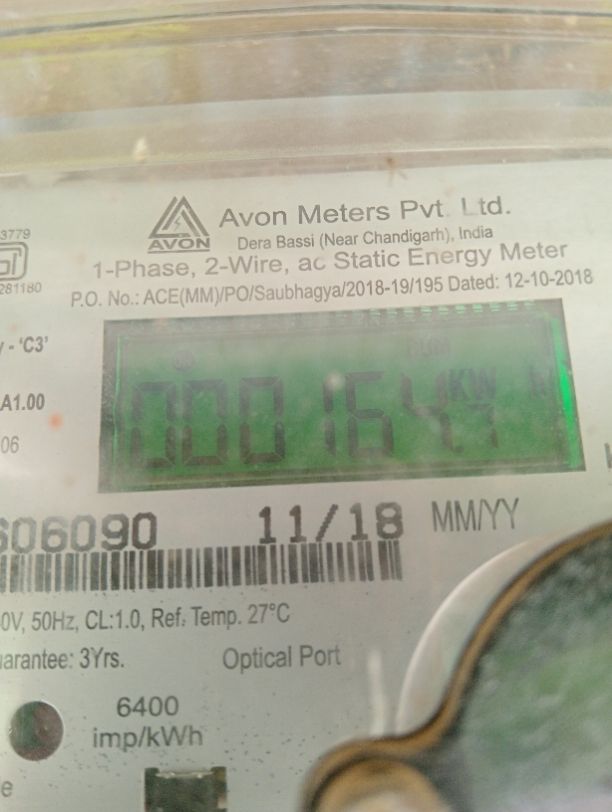 AVON
Avon Meters Pvt. Ltd.
Dera Bassi (Near Chandigarh), India
1-Phase, 2-Wire, ac Static Energy Meter
P.O. No.: ACE(MM)/PO/Saubhagya/2018-19/195 Dated: 12-10-2018
3779
281180
- 'C3'
A1.00
06
KW
606090
11/18 MM/YY
0V, 50Hz, CL:1.0, Ref. Temp. 27°C
uarantee: 3Yrs.
Optical Port
6400
imp/kWh